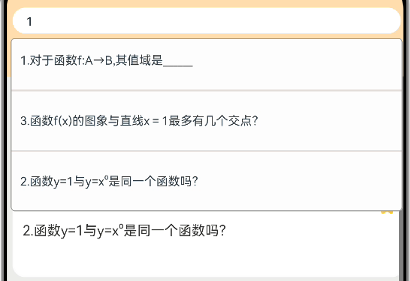 1
1.对于函数f:A→B,其值域是_____
3.函数f(x)的图象与直线x = 1最多有几个交点?
2.函数y=1与y=x⁰是同一个函数吗?
2.函数y=1与y=x⁰是同一个函数吗?